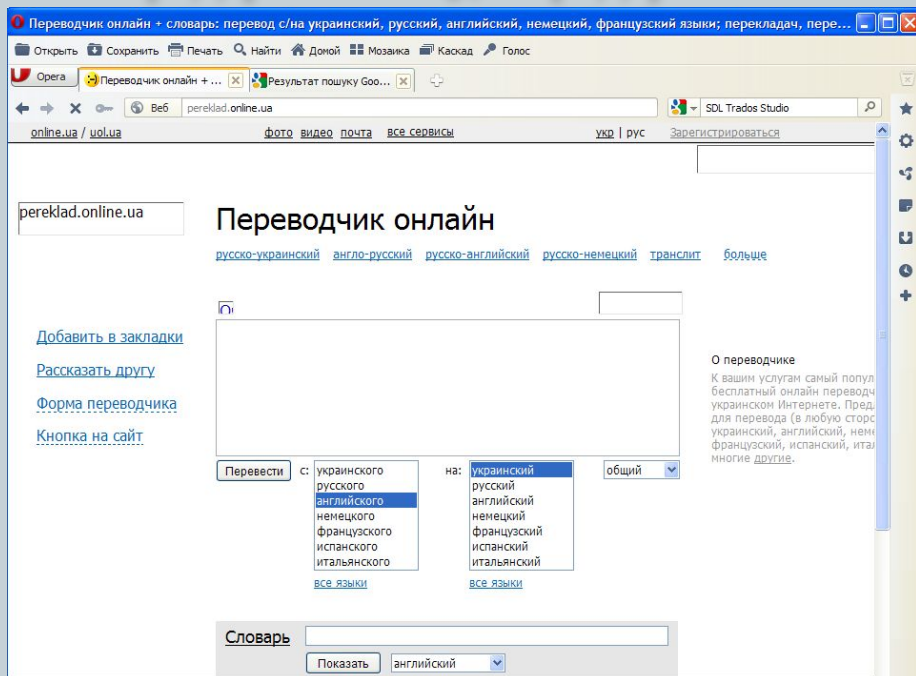 Переводчик онлайн + словарь: перевод с/на украинский, русский, английский, немецкий, французский языки; перекладач, пере...
Открыть Сохранить Печать Найти Домой Мозаика Каскад Голос
Opera Переводчик онлайн + ... Результат пошуку Goo...
Веб pereklad.online.ua SDL Trados Studio
online.ua / uol.ua фото видео почта все сервисы укр | рус Зарегистрироваться
pereklad.online.ua
Переводчик онлайн
русско-украинский англо-русский русско-английский русско-немецкий транслит больше
Добавить в закладки
Рассказать другу
Форма переводчика
Кнопка на сайт
О переводчике
К вашим услугам самый попул
бесплатный онлайн переводч
украинском Интернете. Пред
для перевода (в любую сторо
украинский, английский, неме
французский, испанский, ита
многие другие.
Перевести с: украинского
русского
английского
немецкого
французского
испанского
итальянского
все языки
на: украинский
русский
английский
немецкий
французский
испанский
итальянский
все языки
общий
Словарь
Показать английский